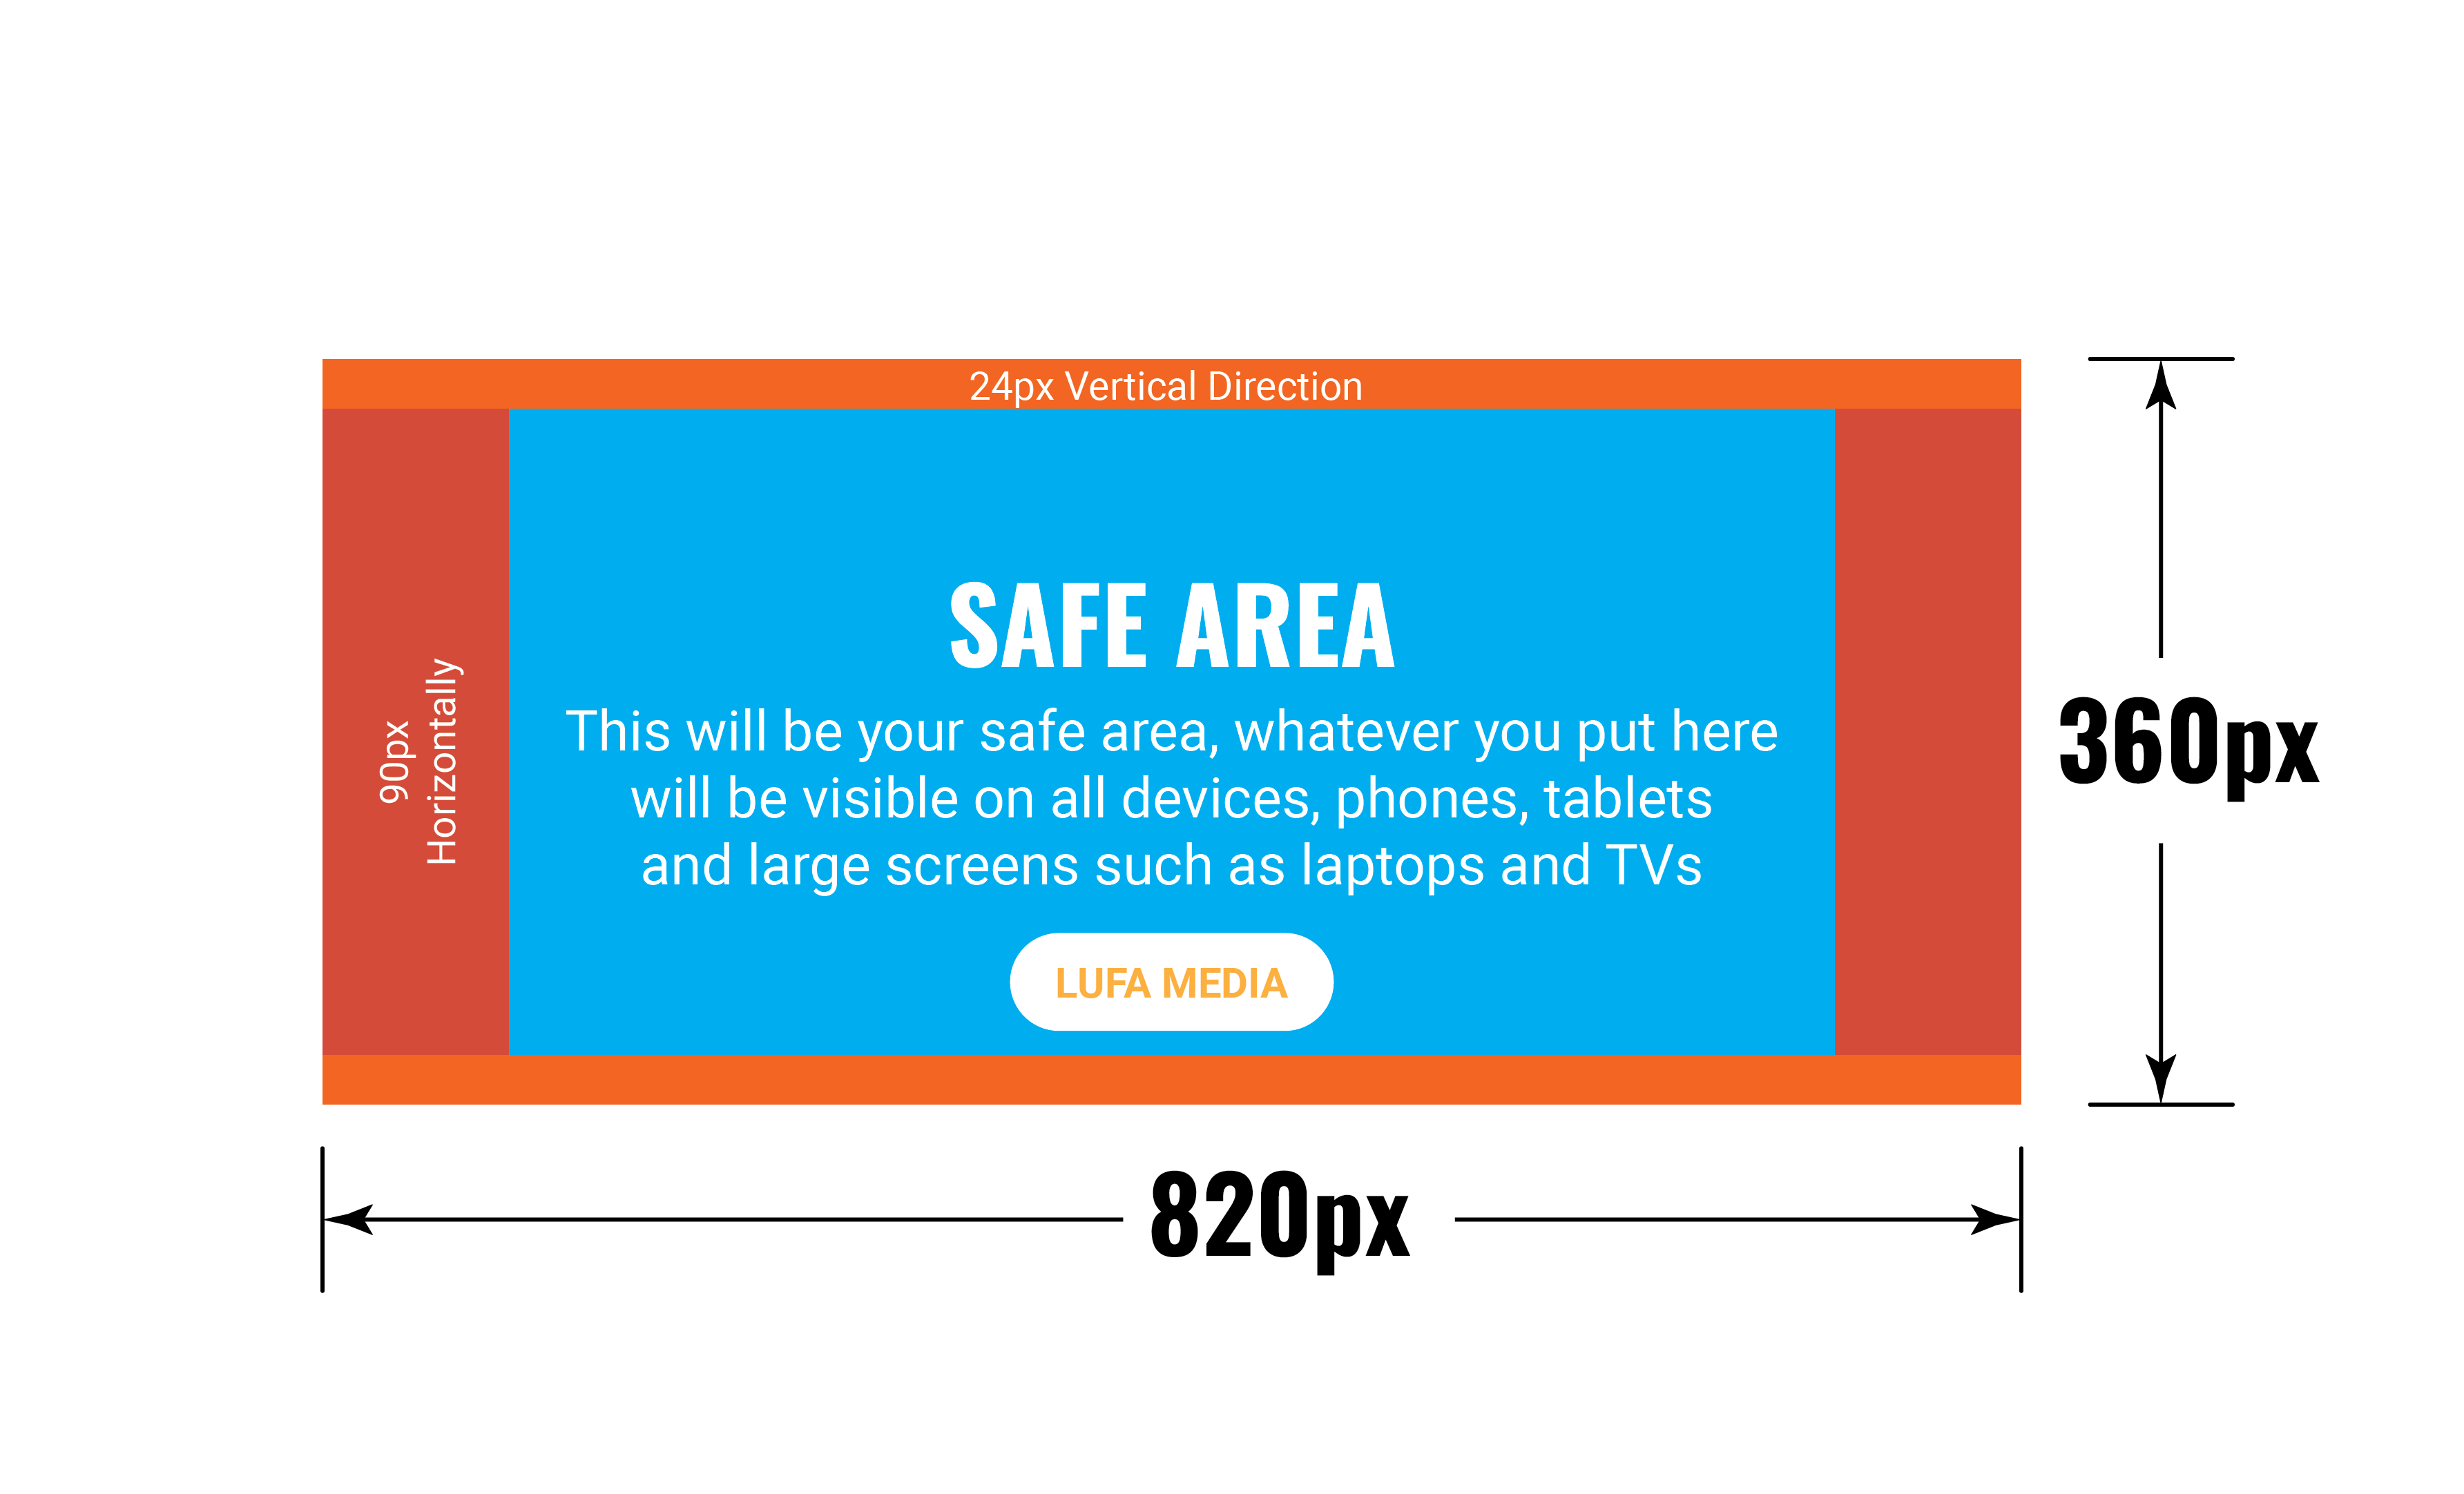 24px Vertical Direction
90px
Horizontally
SAFE AREA
This will be your safe area, whatever you put here
will be visible on all devices, phones, tablets
and large screens such as laptops and TVs
LUFA MEDIA
360px
820px